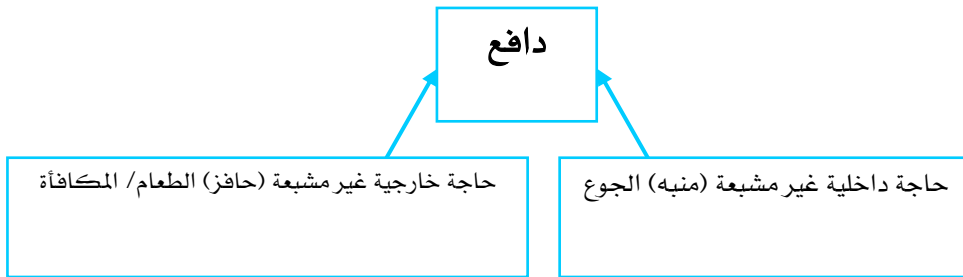 دافع
حاجة داخلية غير مشبعة (منبه) الجوع
حاجة خارجية غير مشبعة (حافز) الطعام/ المكافأة